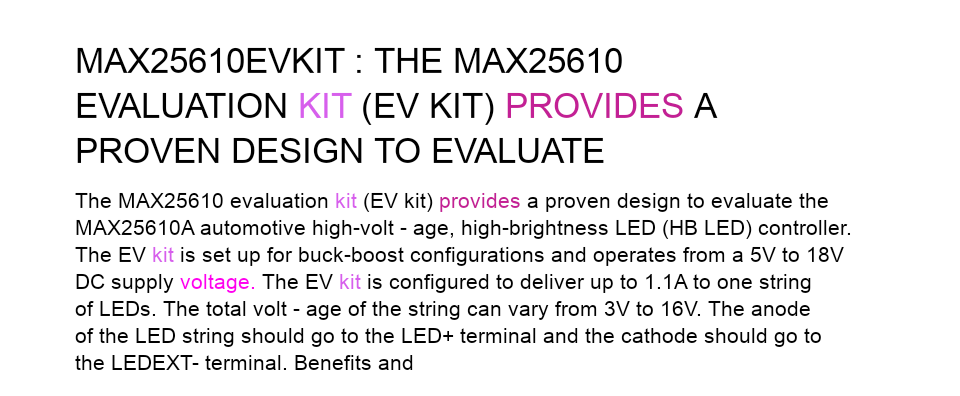 MAX25610EVKIT : THE MAX25610
EVALUATION KIT (EV KIT) PROVIDES A
PROVEN DESIGN TO EVALUATE
The MAX25610 evaluation kit (EV kit) provides a proven design to evaluate the
MAX25610A automotive high-volt - age, high-brightness LED (HB LED) controller.
The EV kit is set up for buck-boost configurations and operates from a 5V to 18V
DC supply voltage. The EV kit is configured to deliver up to 1.1A to one string
of LEDs. The total volt - age of the string can vary from 3V to 16V. The anode
of the LED string should go to the LED+ terminal and the cathode should go to
the LEDEXT- terminal. Benefits and